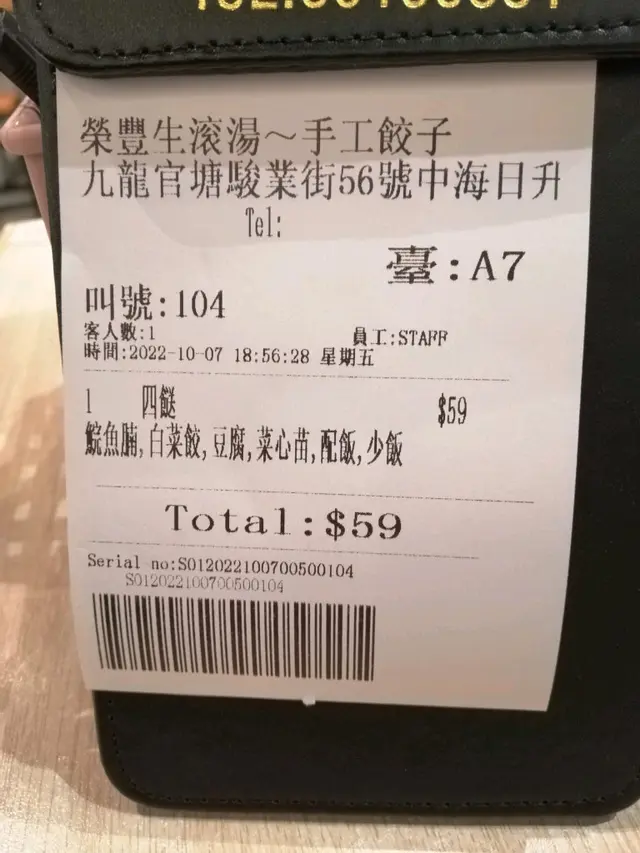 榮豐生滾湯～手工餃子
九龍官塘駿業街56號中海日升
Tel:
臺:A7
叫號:104
客人數:1 員工:STAFF
時間:2022-10-07 18:56:28 星期五
1 四餸 $59
鯇魚腩,白菜餃,豆腐,菜心苗,配飯,少飯
Total:$59
Serial no:S012022100700500104
S012022100700500104